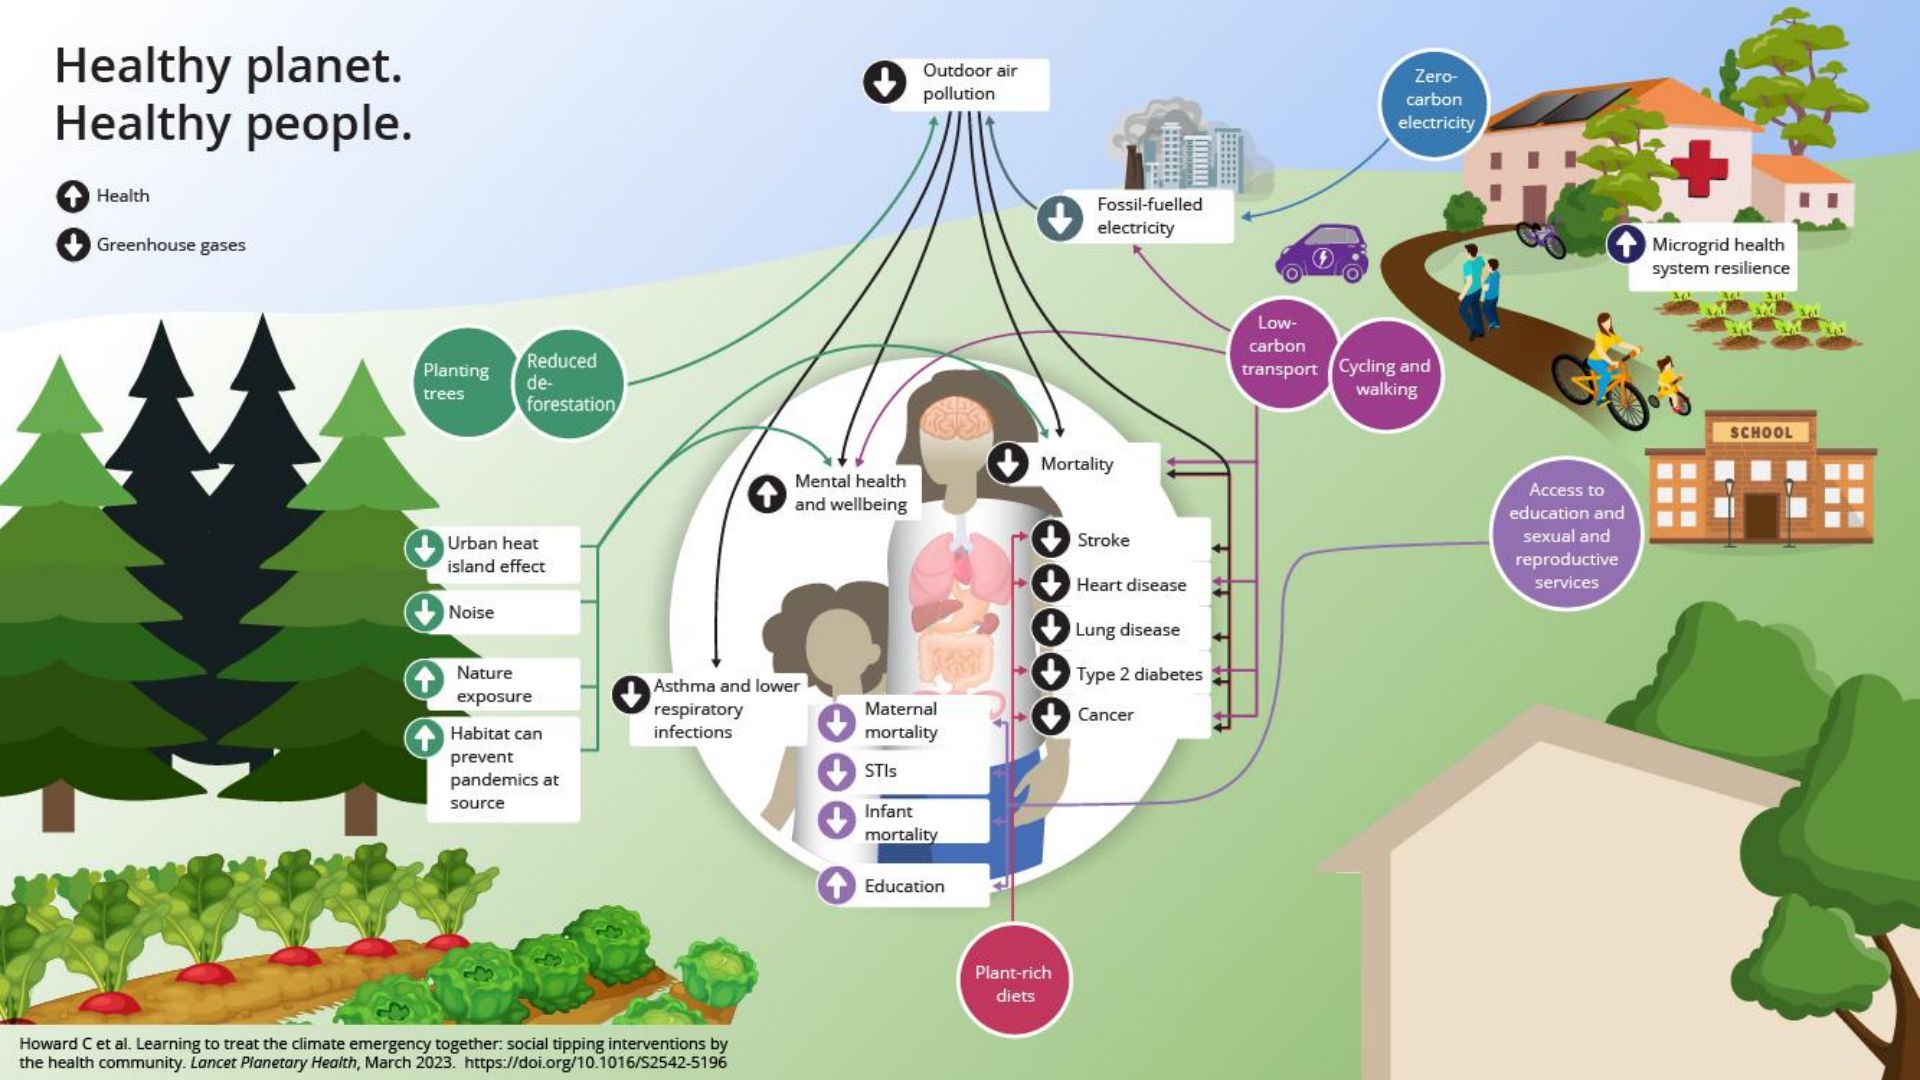 Healthy planet.
Healthy people.
Health
Greenhouse gases
Outdoor air
pollution
Zero-
carbon
electricity
Fossil-fuelled
electricity
Microgrid health
system resilience
Low-
carbon
transport
Cycling and
walking
Planting
trees
Reduced
de-
forestation
SCHOOL
Mental health
and wellbeing
Mortality
Access to
education and
sexual and
reproductive
services
Urban heat
island effect
Noise
Nature
exposure
Habitat can
prevent
pandemics at
source
Stroke
Heart disease
Lung disease
Type 2 diabetes
Cancer
Asthma and lower
respiratory
infections
Maternal
mortality
STIs
Infant
mortality
Education
Plant-rich
diets
Howard C et al. Learning to treat the climate emergency together: social tipping interventions by
the health community. Lancet Planetary Health, March 2023. https://doi.org/10.1016/S2542-5196